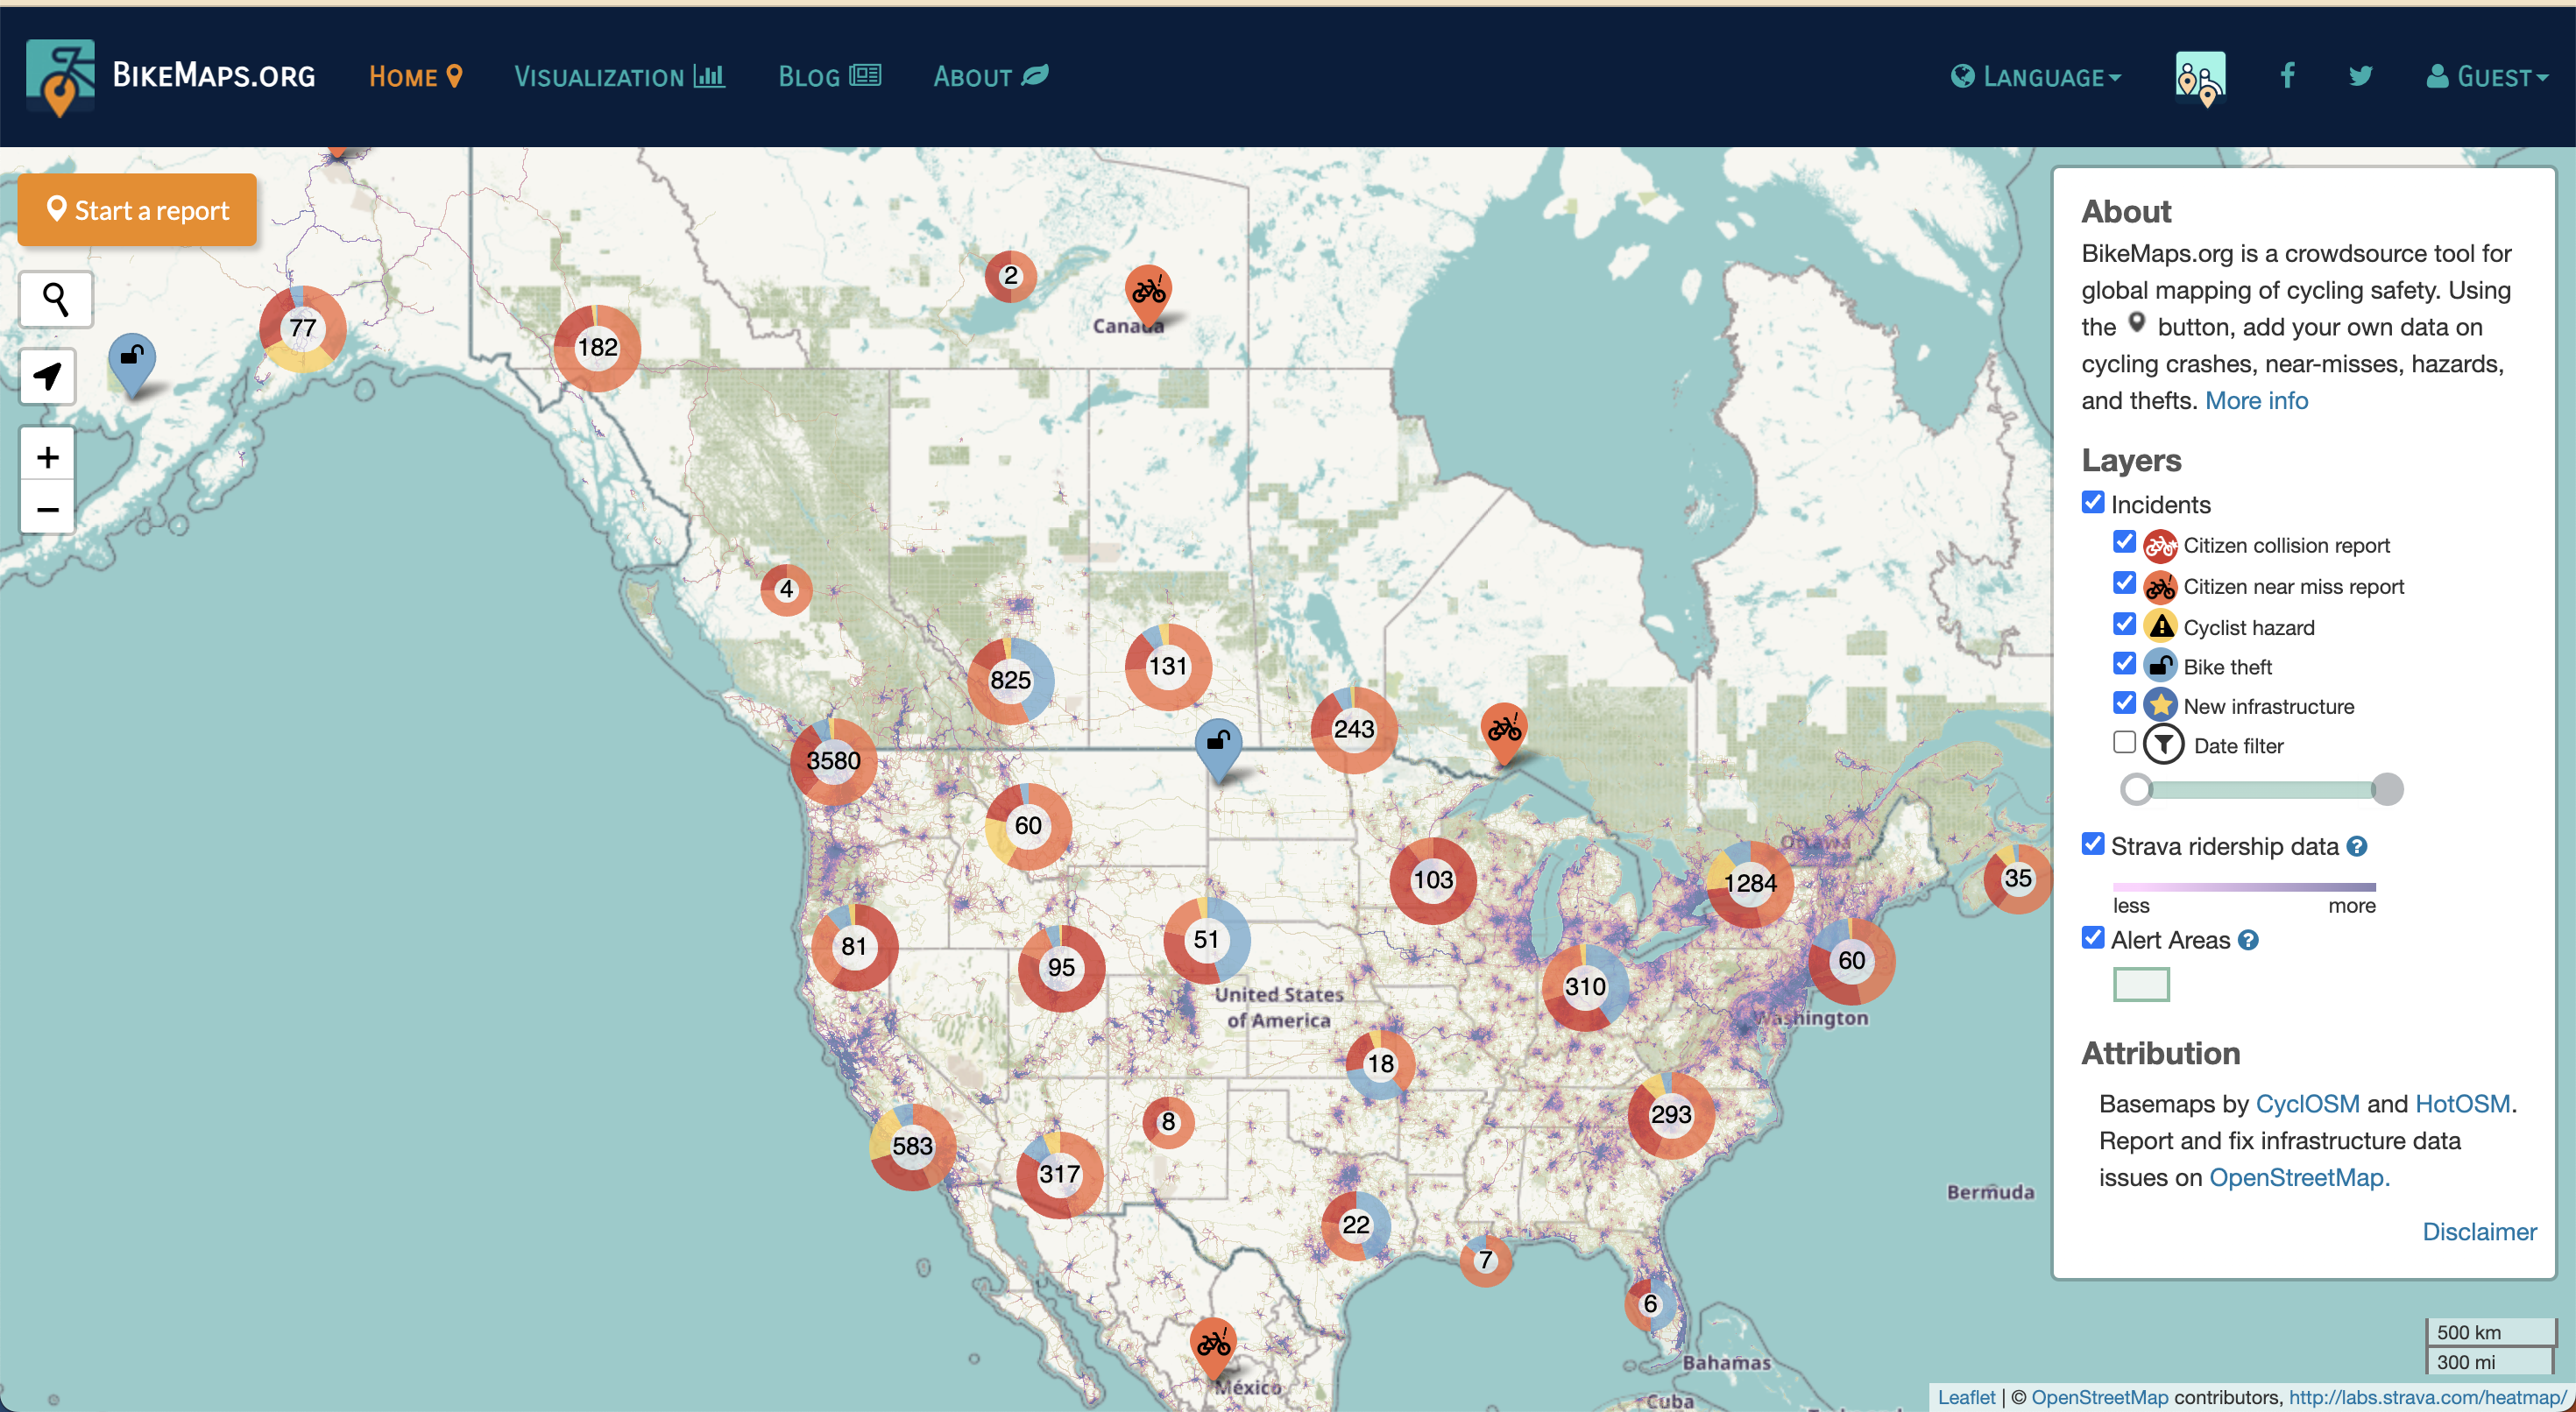 BIKEMAPS.ORG
HOME
VISUALIZATION
BLOG
ABOUT
LANGUAGE
GUEST
Start a report
+
−
77
182
2
Canada
4
825
131
243
3580
60
103
1284
Ottawa
35
81
95
51
310
60
United States
of America
Washington
18
8
293
583
317
22
7
6
Bermuda
Bahamas
México
Cuba
About
BikeMaps.org is a crowdsource tool for
global mapping of cycling safety. Using
the button, add your own data on
cycling crashes, near-misses, hazards,
and thefts. More info
Layers
Incidents
Citizen collision report
Citizen near miss report
Cyclist hazard
Bike theft
New infrastructure
Date filter
Strava ridership data ?
less more
Alert Areas ?
Attribution
Basemaps by CyclOSM and HotOSM.
Report and fix infrastructure data
issues on OpenStreetMap.
Disclaimer
500 km
300 mi
Leaflet | © OpenStreetMap contributors, http://labs.strava.com/heatmap/